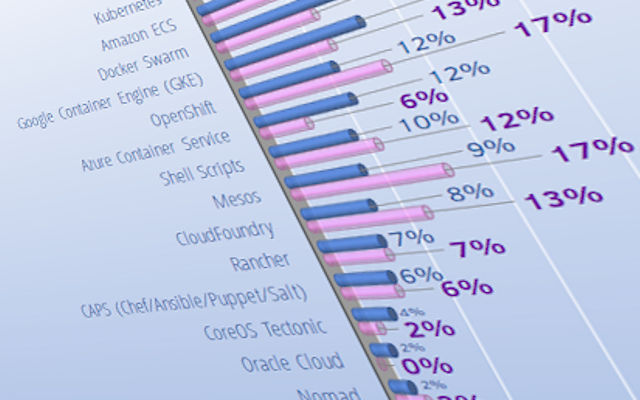 Kubernetes
Amazon ECS
13%
Docker Swarm
12%
17%
Google Container Engine (GKE)
12%
OpenShift
6%
10%
12%
Azure Container Service
9%
17%
Shell Scripts
8%
13%
Mesos
7%
7%
CloudFoundry
6%
6%
Rancher
4%
2%
CAPS (Chef/Ansible/Puppet/Salt)
2%
0%
CoreOS Tectonic
2%
Oracle Cloud
Nomad